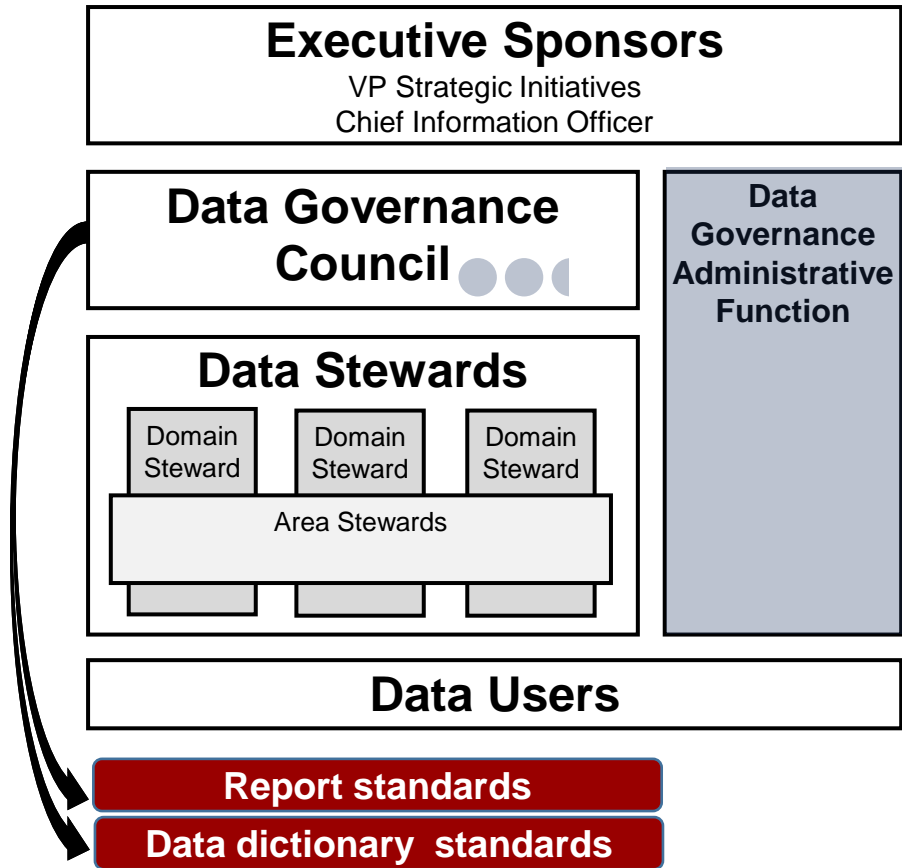 Executive Sponsors
VP Strategic Initiatives
Chief Information Officer
Data Governance
Council
Data
Governance
Administrative
Function
Data Stewards
Domain
Steward
Domain
Steward
Domain
Steward
Area Stewards
Data Users
Report standards
Data dictionary standards